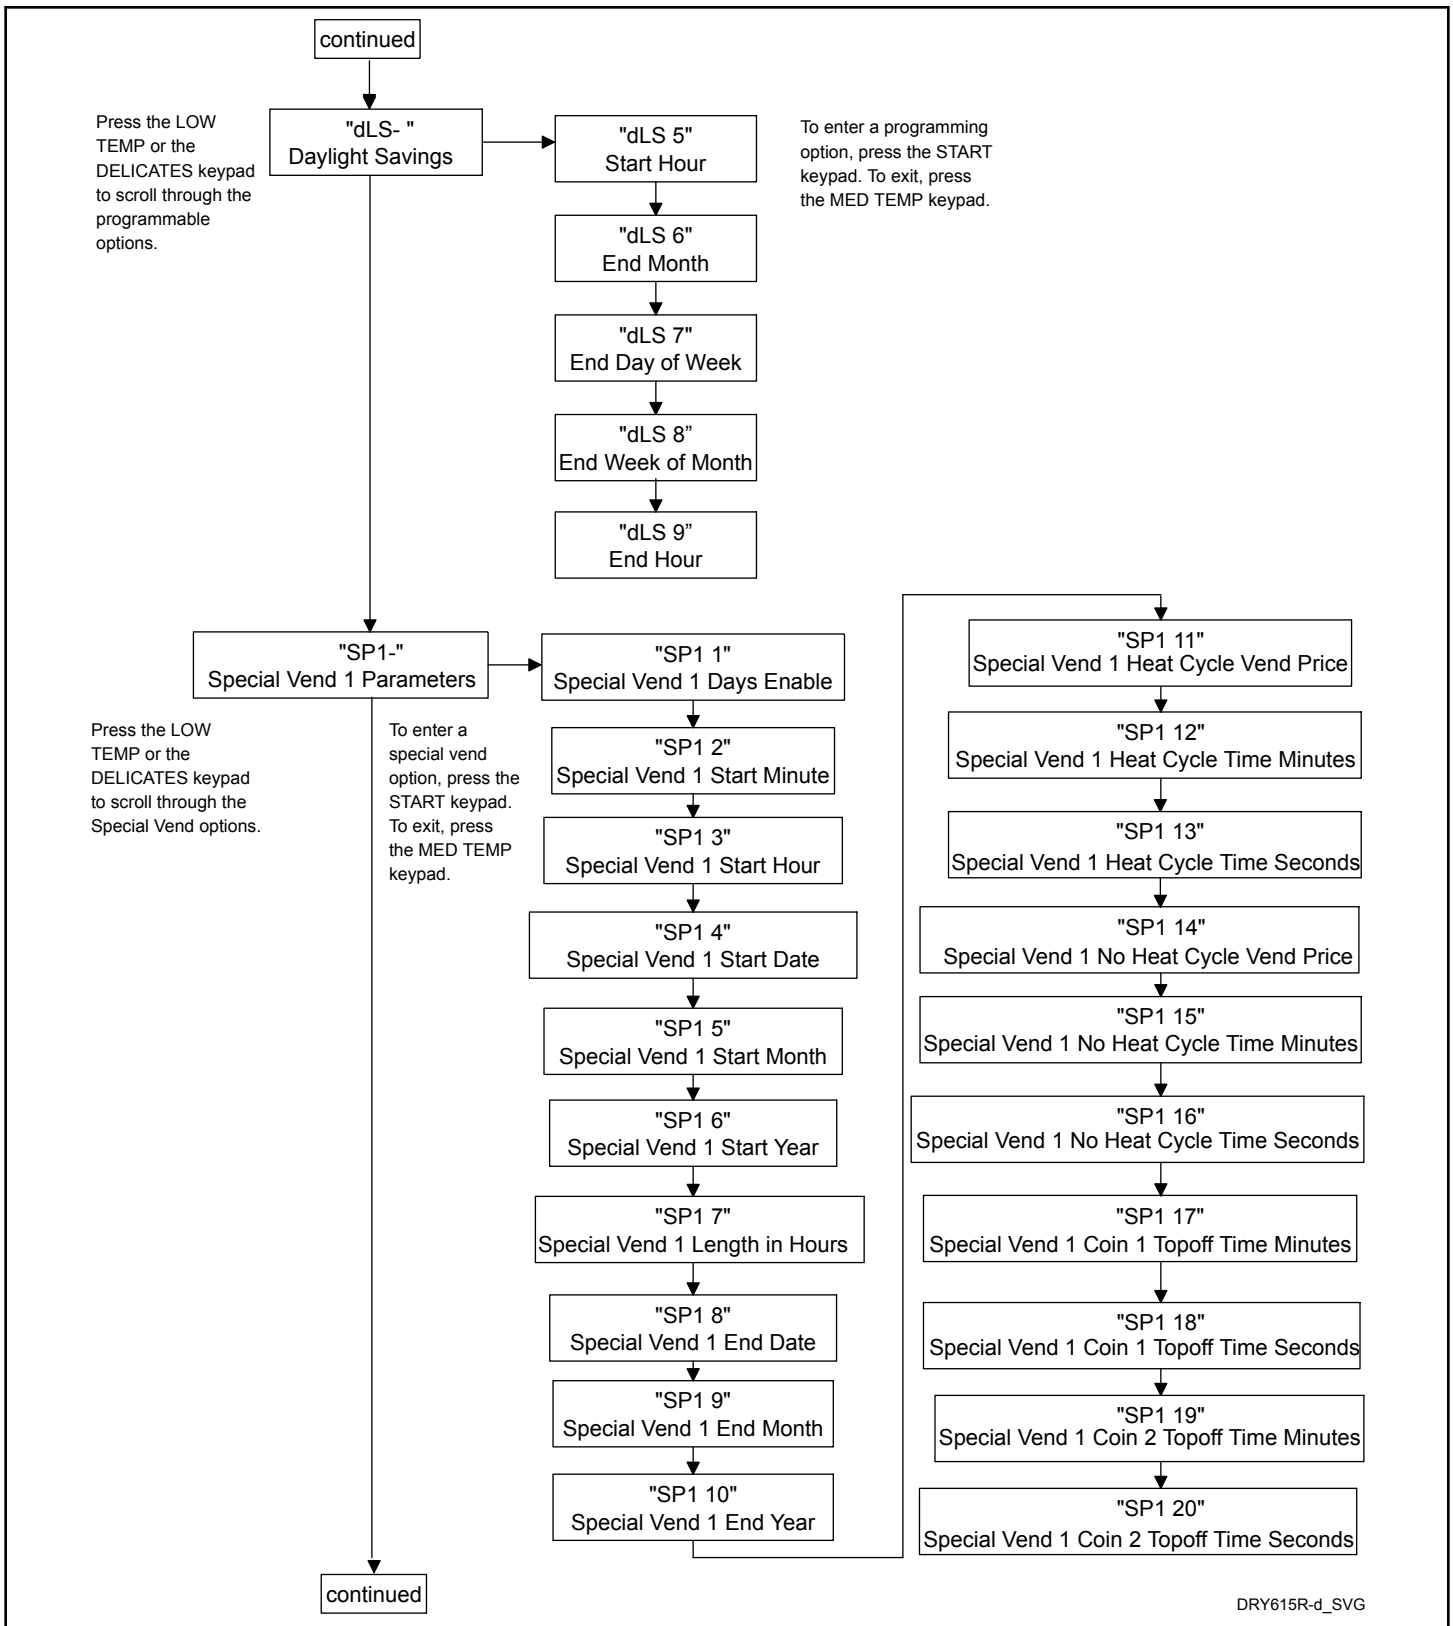 continued
Press the LOW
TEMP or the
DELICATES keypad
to scroll through the
programmable
options.
"dLS- "
Daylight Savings
"dLS 5"
Start Hour
To enter a programming
option, press the START
keypad. To exit, press
the MED TEMP keypad.
"dLS 6"
End Month
"dLS 7"
End Day of Week
"dLS 8”
End Week of Month
"dLS 9”
End Hour
"SP1-"
Special Vend 1 Parameters
Press the LOW
TEMP or the
DELICATES keypad
to scroll through the
Special Vend options.
To enter a
special vend
option, press the
START keypad.
To exit, press
the MED TEMP
keypad.
"SP1 1"
Special Vend 1 Days Enable
"SP1 2"
Special Vend 1 Start Minute
"SP1 3"
Special Vend 1 Start Hour
"SP1 4"
Special Vend 1 Start Date
"SP1 5"
Special Vend 1 Start Month
"SP1 6"
Special Vend 1 Start Year
"SP1 7"
Special Vend 1 Length in Hours
"SP1 8"
Special Vend 1 End Date
"SP1 9"
Special Vend 1 End Month
"SP1 10"
Special Vend 1 End Year
"SP1 11"
Special Vend 1 Heat Cycle Vend Price
"SP1 12"
Special Vend 1 Heat Cycle Time Minutes
"SP1 13"
Special Vend 1 Heat Cycle Time Seconds
"SP1 14"
Special Vend 1 No Heat Cycle Vend Price
"SP1 15"
Special Vend 1 No Heat Cycle Time Minutes
"SP1 16"
Special Vend 1 No Heat Cycle Time Seconds
"SP1 17"
Special Vend 1 Coin 1 Topoff Time Minutes
"SP1 18"
Special Vend 1 Coin 1 Topoff Time Seconds
"SP1 19"
Special Vend 1 Coin 2 Topoff Time Minutes
"SP1 20"
Special Vend 1 Coin 2 Topoff Time Seconds
continued
DRY615R-d_SVG